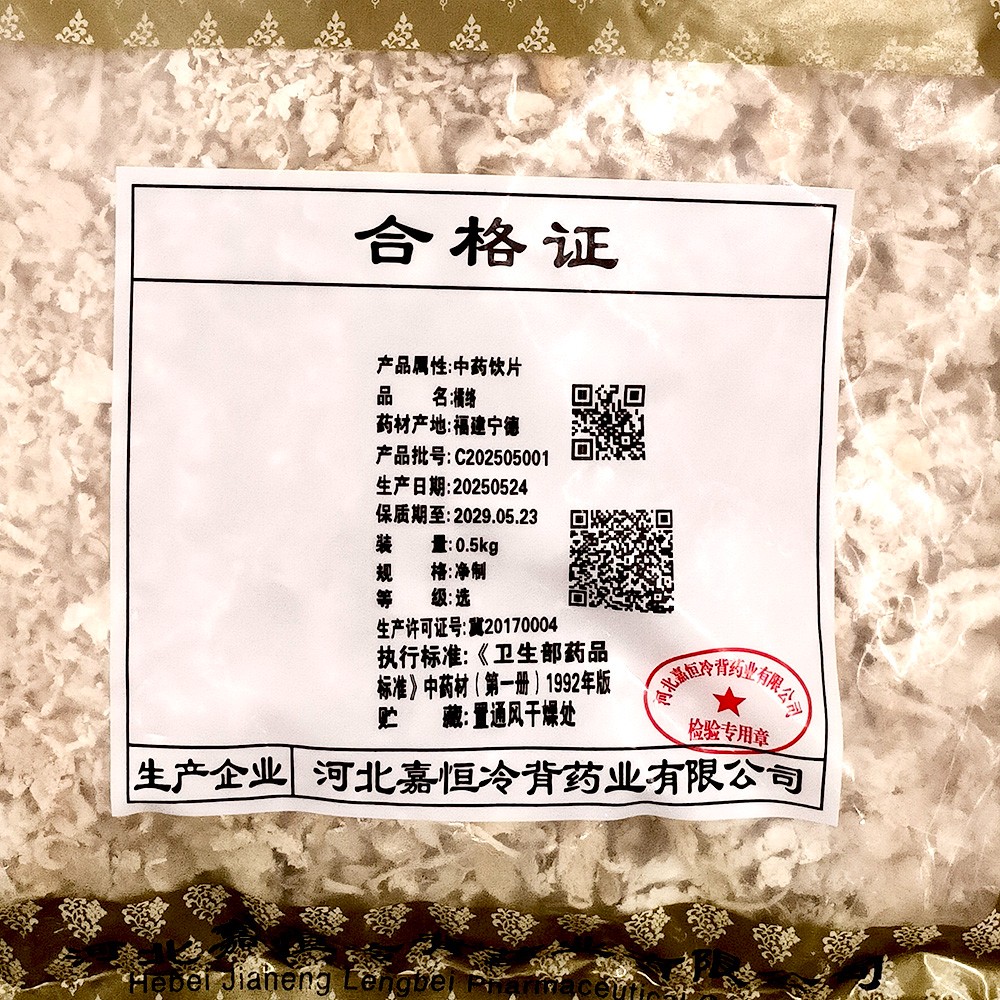 合格证
产品属性:中药饮片
品 名:橘络
药材产地:福建宁德
产品批号:C202505001
生产日期:20250524
保质期至:2029.05.23
装 量:0.5kg
规 格:净制
等 级:选
生产许可证号:冀20170004
执行标准:《卫生部药品
标准》中药材(第一册)1992年版
贮 藏:置通风干燥处
河北嘉恒冷背药业有限公司
检验专用章
生产企业 河北嘉恒冷背药业有限公司
Hebei Jiaheng Lengbei Pharmaceutical